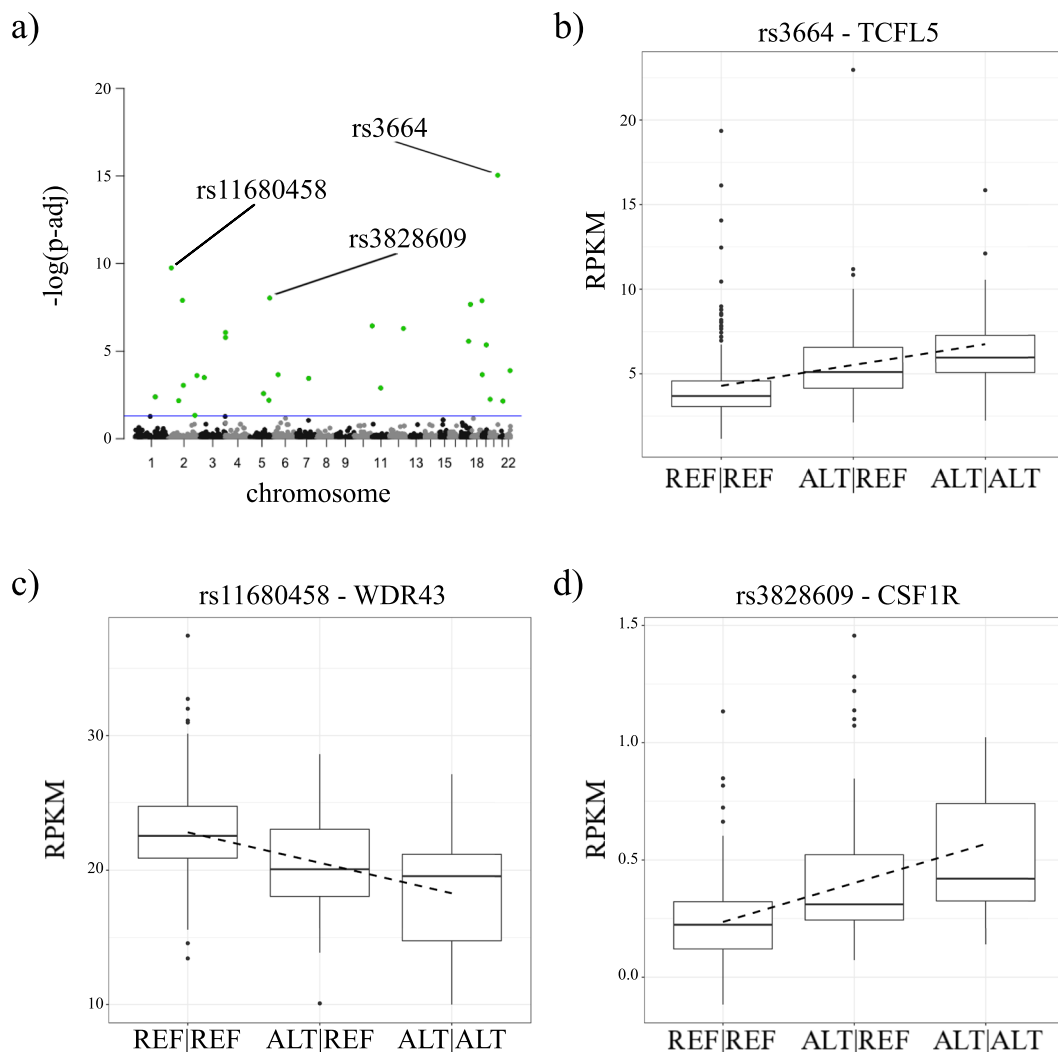 a)
20
15
10
5
0
-log(p-adj)
rs3664
rs11680458
rs3828609
1 2 3 4 5 6 7 8 9 11 13 15 18 22
chromosome
b)
rs3664 - TCFL5
RPKM
20
15
10
5
REF|REF ALT|REF ALT|ALT
c)
rs11680458 - WDR43
RPKM
30
20
10
REF|REF ALT|REF ALT|ALT
d)
rs3828609 - CSF1R
RPKM
1.5
1.0
0.5
0.0
REF|REF ALT|REF ALT|ALT